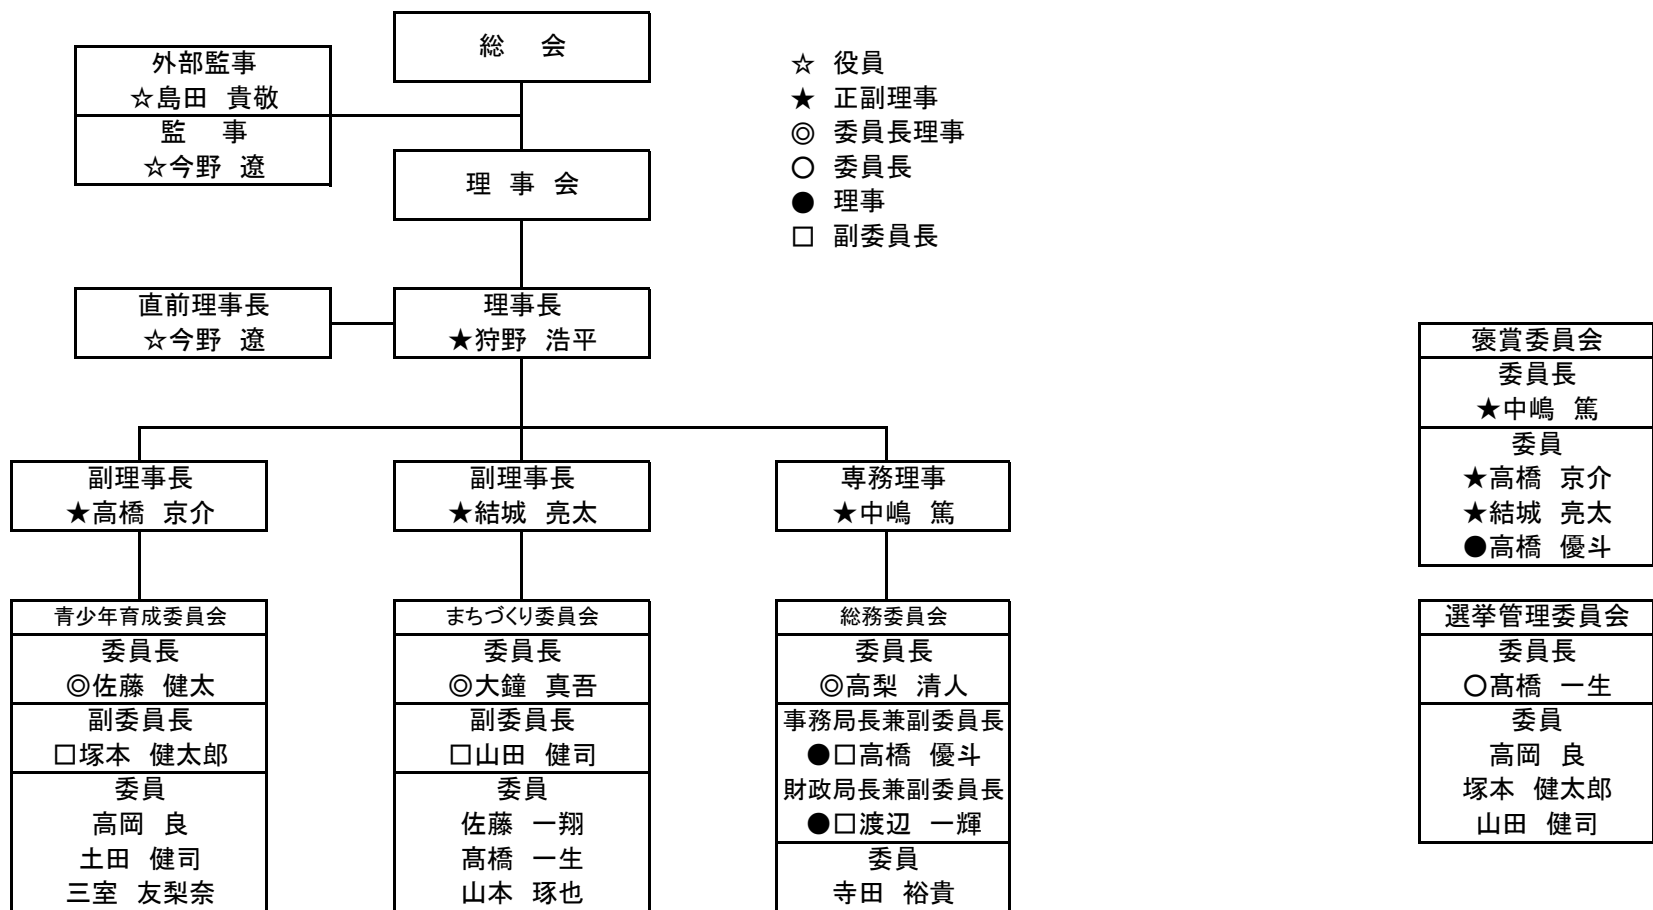 総　会
外部監事
☆島田　貴敬
監　事
☆今野　遼
☆ 役員
★ 正副理事
◎ 委員長理事
○ 委員長
● 理事
□ 副委員長
理 事 会
直前理事長
☆今野　遼
理事長
★狩野　浩平
副理事長
★高橋　京介
副理事長
★結城　亮太
専務理事
★中嶋　篤
青少年育成委員会
委員長
◎佐藤　健太
副委員長
□塚本　健太郎
委員
高岡　良
土田　健司
三室　友梨奈
まちづくり委員会
委員長
◎大鐘　真吾
副委員長
□山田　健司
委員
佐藤　一翔
髙橋　一生
山本　琢也
総務委員会
委員長
◎高梨　清人
事務局長兼副委員長
●□高橋　優斗
財政局長兼副委員長
●□渡辺　一輝
委員
寺田　裕貴
褒賞委員会
委員長
★中嶋　篤
委員
★高橋　京介
★結城　亮太
●高橋　優斗
選挙管理委員会
委員長
○髙橋　一生
委員
高岡　良
塚本　健太郎
山田　健司